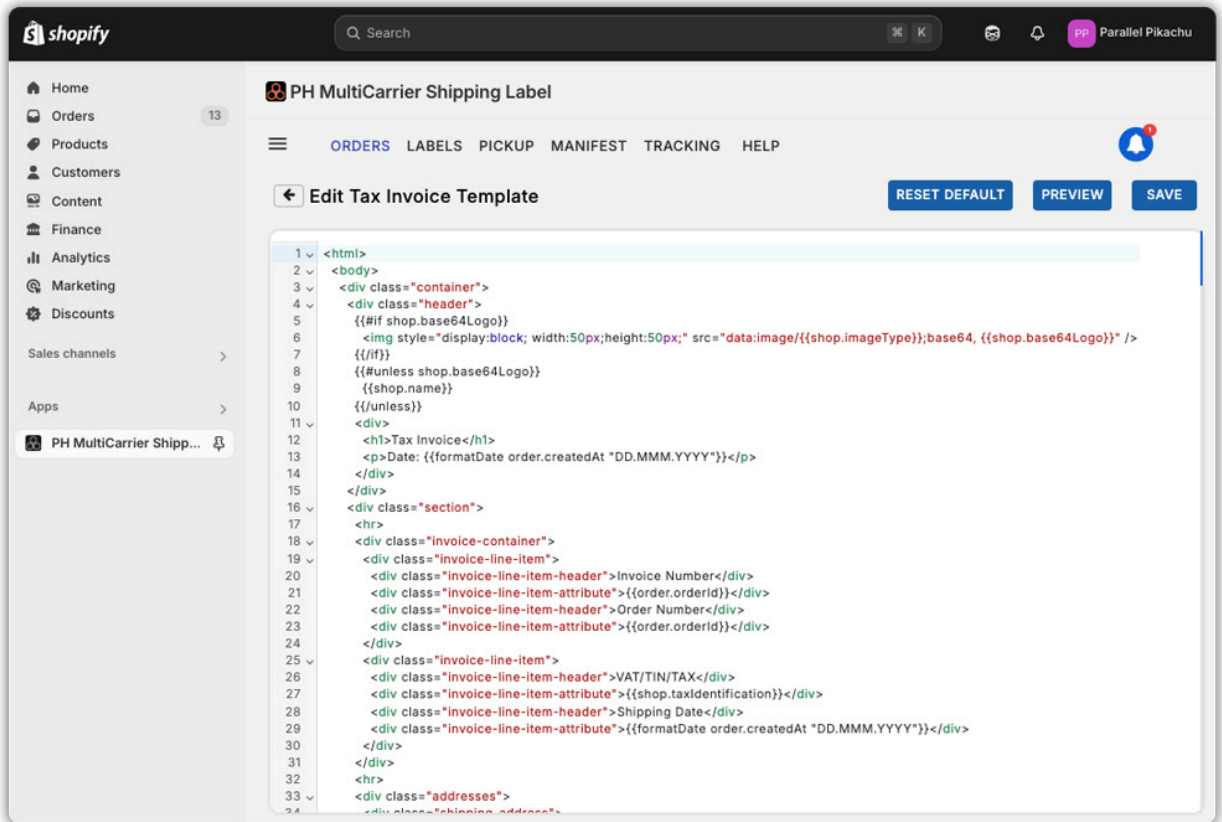 shopify
Search
⌘ K
PP Parallel Pikachu
Home
Orders 13
Products
Customers
Content
Finance
Analytics
Marketing
Discounts
Sales channels
Apps
PH MultiCarrier Shipp...
PH MultiCarrier Shipping Label
ORDERS LABELS PICKUP MANIFEST TRACKING HELP
1
Edit Tax Invoice Template
RESET DEFAULT PREVIEW SAVE
1 <html>
2 <body>
3 <div class="container">
4 <div class="header">
5 {{#if shop.base64Logo}}
6 <img style="display:block; width:50px;height:50px;" src="data:image/{{shop.imageType}};base64, {{shop.base64Logo}}" />
7 {{/if}}
8 {{#unless shop.base64Logo}}
9 {{shop.name}}
10 {{/unless}}
11 <div>
12 <h1>Tax Invoice</h1>
13 <p>Date: {{formatDate order.createdAt "DD.MMM.YYYY"}}</p>
14 </div>
15 </div>
16 <div class="section">
17 <hr>
18 <div class="invoice-container">
19 <div class="invoice-line-item">
20 <div class="invoice-line-item-header">Invoice Number</div>
21 <div class="invoice-line-item-attribute">{{order.orderId}}</div>
22 <div class="invoice-line-item-header">Order Number</div>
23 <div class="invoice-line-item-attribute">{{order.orderId}}</div>
24 </div>
25 <div class="invoice-line-item">
26 <div class="invoice-line-item-header">VAT/TIN/TAX</div>
27 <div class="invoice-line-item-attribute">{{shop.taxIdentification}}</div>
28 <div class="invoice-line-item-header">Shipping Date</div>
29 <div class="invoice-line-item-attribute">{{formatDate order.createdAt "DD.MMM.YYYY"}}</div>
30 </div>
31 </div>
32 <hr>
33 <div class="addresses">
34 <div class="shipping-address">